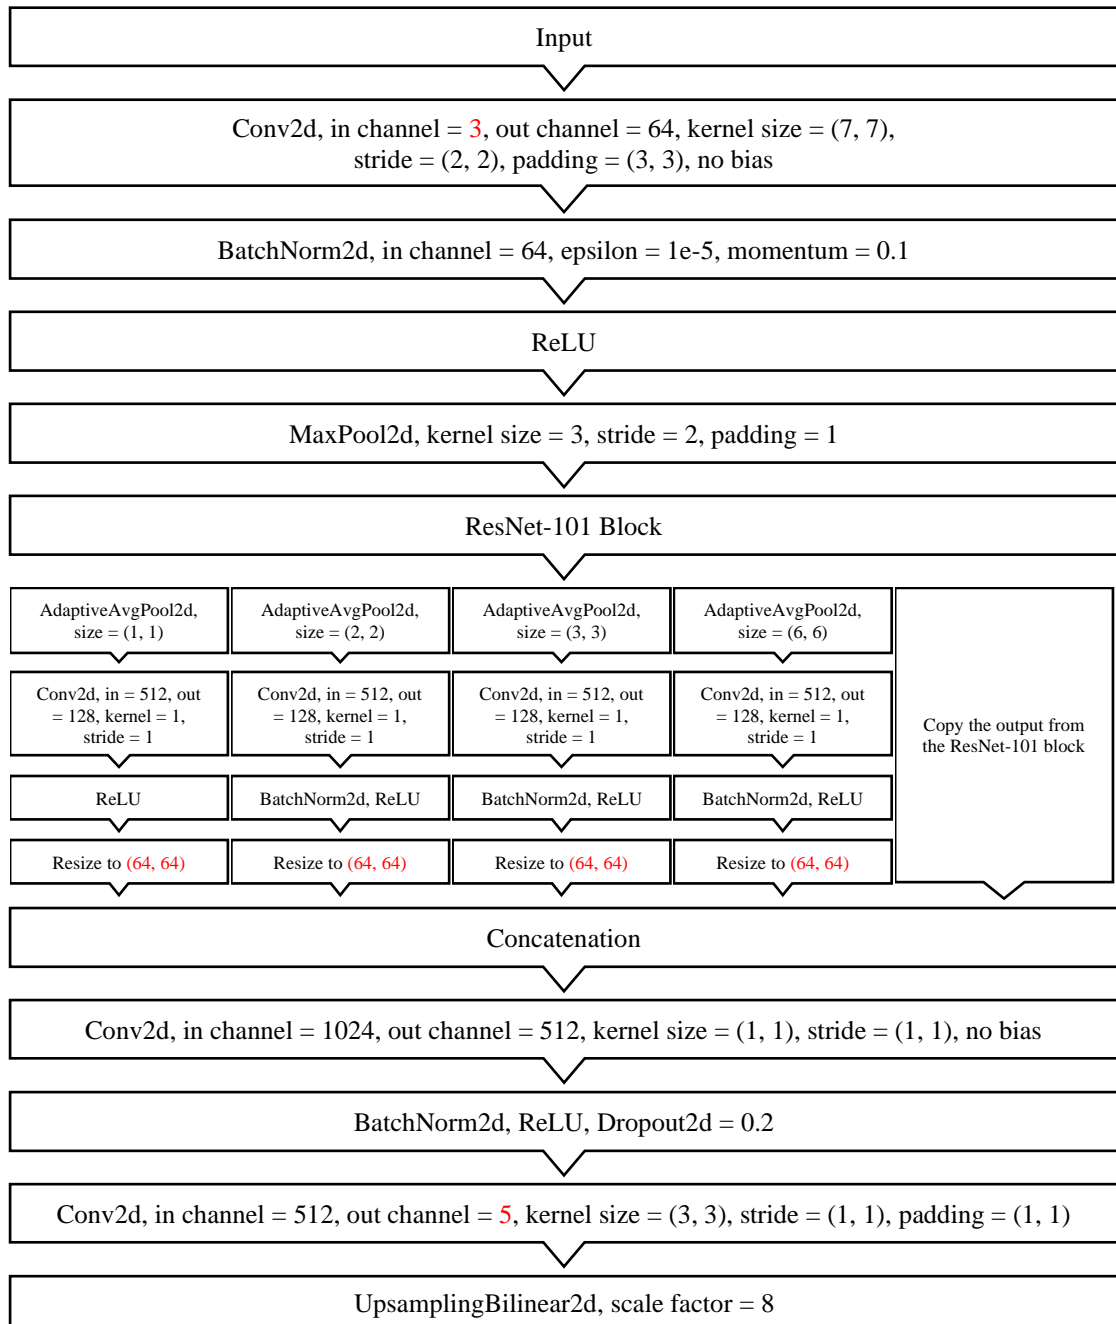 Input
Conv2d, in channel = 3, out channel = 64, kernel size = (7, 7),
stride = (2, 2), padding = (3, 3), no bias
BatchNorm2d, in channel = 64, epsilon = 1e-5, momentum = 0.1
ReLU
MaxPool2d, kernel size = 3, stride = 2, padding = 1
ResNet-101 Block
AdaptiveAvgPool2d,
size = (1, 1)
AdaptiveAvgPool2d,
size = (2, 2)
AdaptiveAvgPool2d,
size = (3, 3)
AdaptiveAvgPool2d,
size = (6, 6)
Conv2d, in = 512, out
= 128, kernel = 1,
stride = 1
Conv2d, in = 512, out
= 128, kernel = 1,
stride = 1
Conv2d, in = 512, out
= 128, kernel = 1,
stride = 1
Conv2d, in = 512, out
= 128, kernel = 1,
stride = 1
Copy the output from
the ResNet-101 block
ReLU
BatchNorm2d, ReLU
BatchNorm2d, ReLU
BatchNorm2d, ReLU
Resize to (64, 64)
Resize to (64, 64)
Resize to (64, 64)
Resize to (64, 64)
Concatenation
Conv2d, in channel = 1024, out channel = 512, kernel size = (1, 1), stride = (1, 1), no bias
BatchNorm2d, ReLU, Dropout2d = 0.2
Conv2d, in channel = 512, out channel = 5, kernel size = (3, 3), stride = (1, 1), padding = (1, 1)
UpsamplingBilinear2d, scale factor = 8